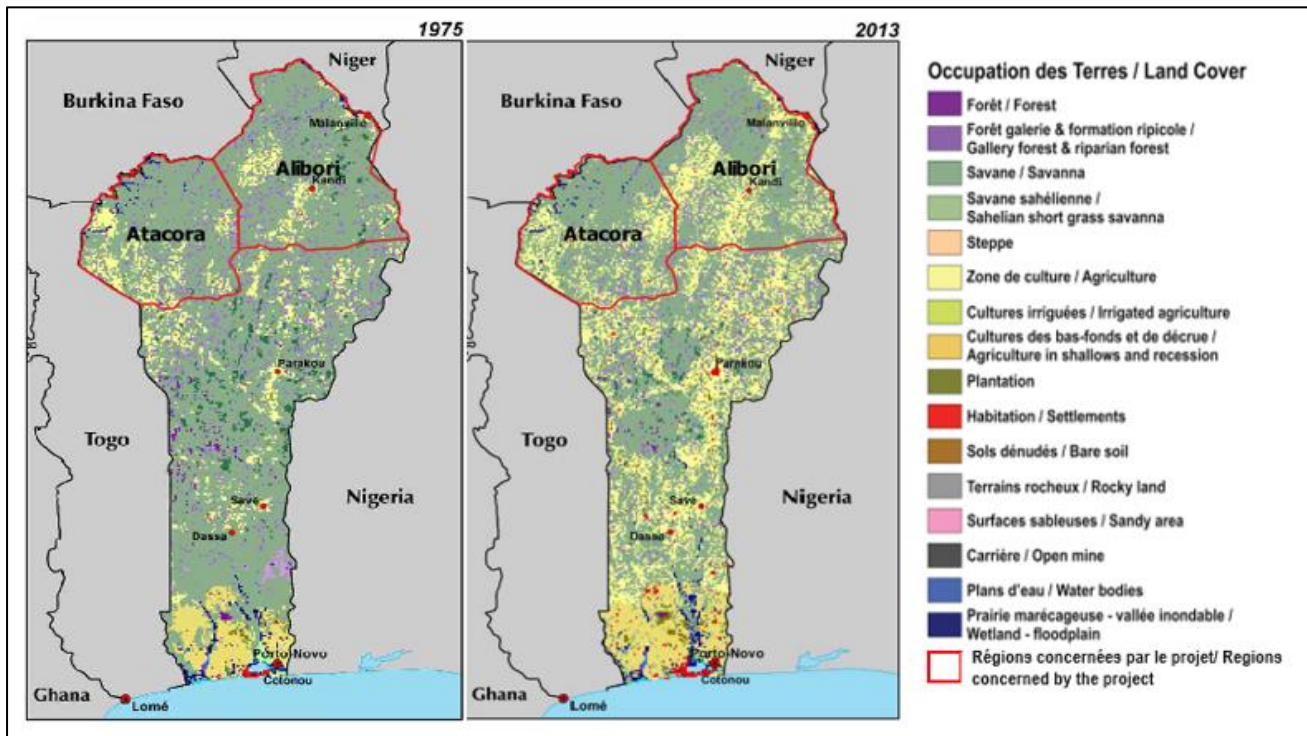 1975
Niger
Burkina Faso
Malanville
Alibori
Kandi
Atacora
Parakou
Togo
Nigeria
Savé
Dassa
Porto-Novo
Cotonou
Ghana
Lomé
2013
Niger
Burkina Faso
Malanville
Alibori
Kandi
Atacora
Parakou
Togo
Nigeria
Savé
Dassa
Porto-Novo
Cotonou
Ghana
Lomé
Occupation des Terres / Land Cover
Forêt / Forest
Forêt galerie & formation ripicole /
Gallery forest & riparian forest
Savane / Savanna
Savane sahélienne /
Sahelian short grass savanna
Steppe
Zone de culture / Agriculture
Cultures irriguées / Irrigated agriculture
Cultures des bas-fonds et de décrue /
Agriculture in shallows and recession
Plantation
Habitation / Settlements
Sols dénudés / Bare soil
Terrains rocheux / Rocky land
Surfaces sableuses / Sandy area
Carrière / Open mine
Plans d'eau / Water bodies
Prairie marécageuse - vallée inondable /
Wetland - floodplain
Régions concernées par le projet/ Regions
concerned by the project